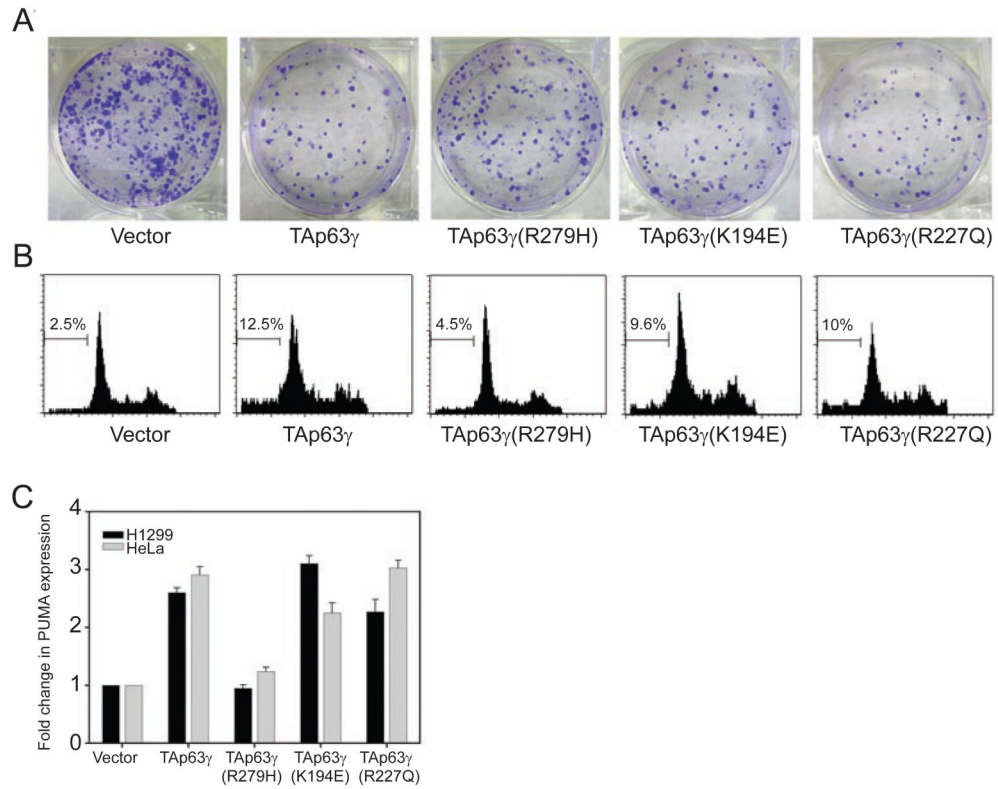 A
Vector TAp63γ TAp63γ(R279H) TAp63γ(K194E) TAp63γ(R227Q)
B
2.5% 12.5% 4.5% 9.6% 10%
Vector TAp63γ TAp63γ(R279H) TAp63γ(K194E) TAp63γ(R227Q)
C
Fold change in PUMA expression
4
3
2
1
0
H1299
HeLa
Vector TAp63γ TAp63γ TAp63γ TAp63γ
(R279H) (K194E) (R227Q)